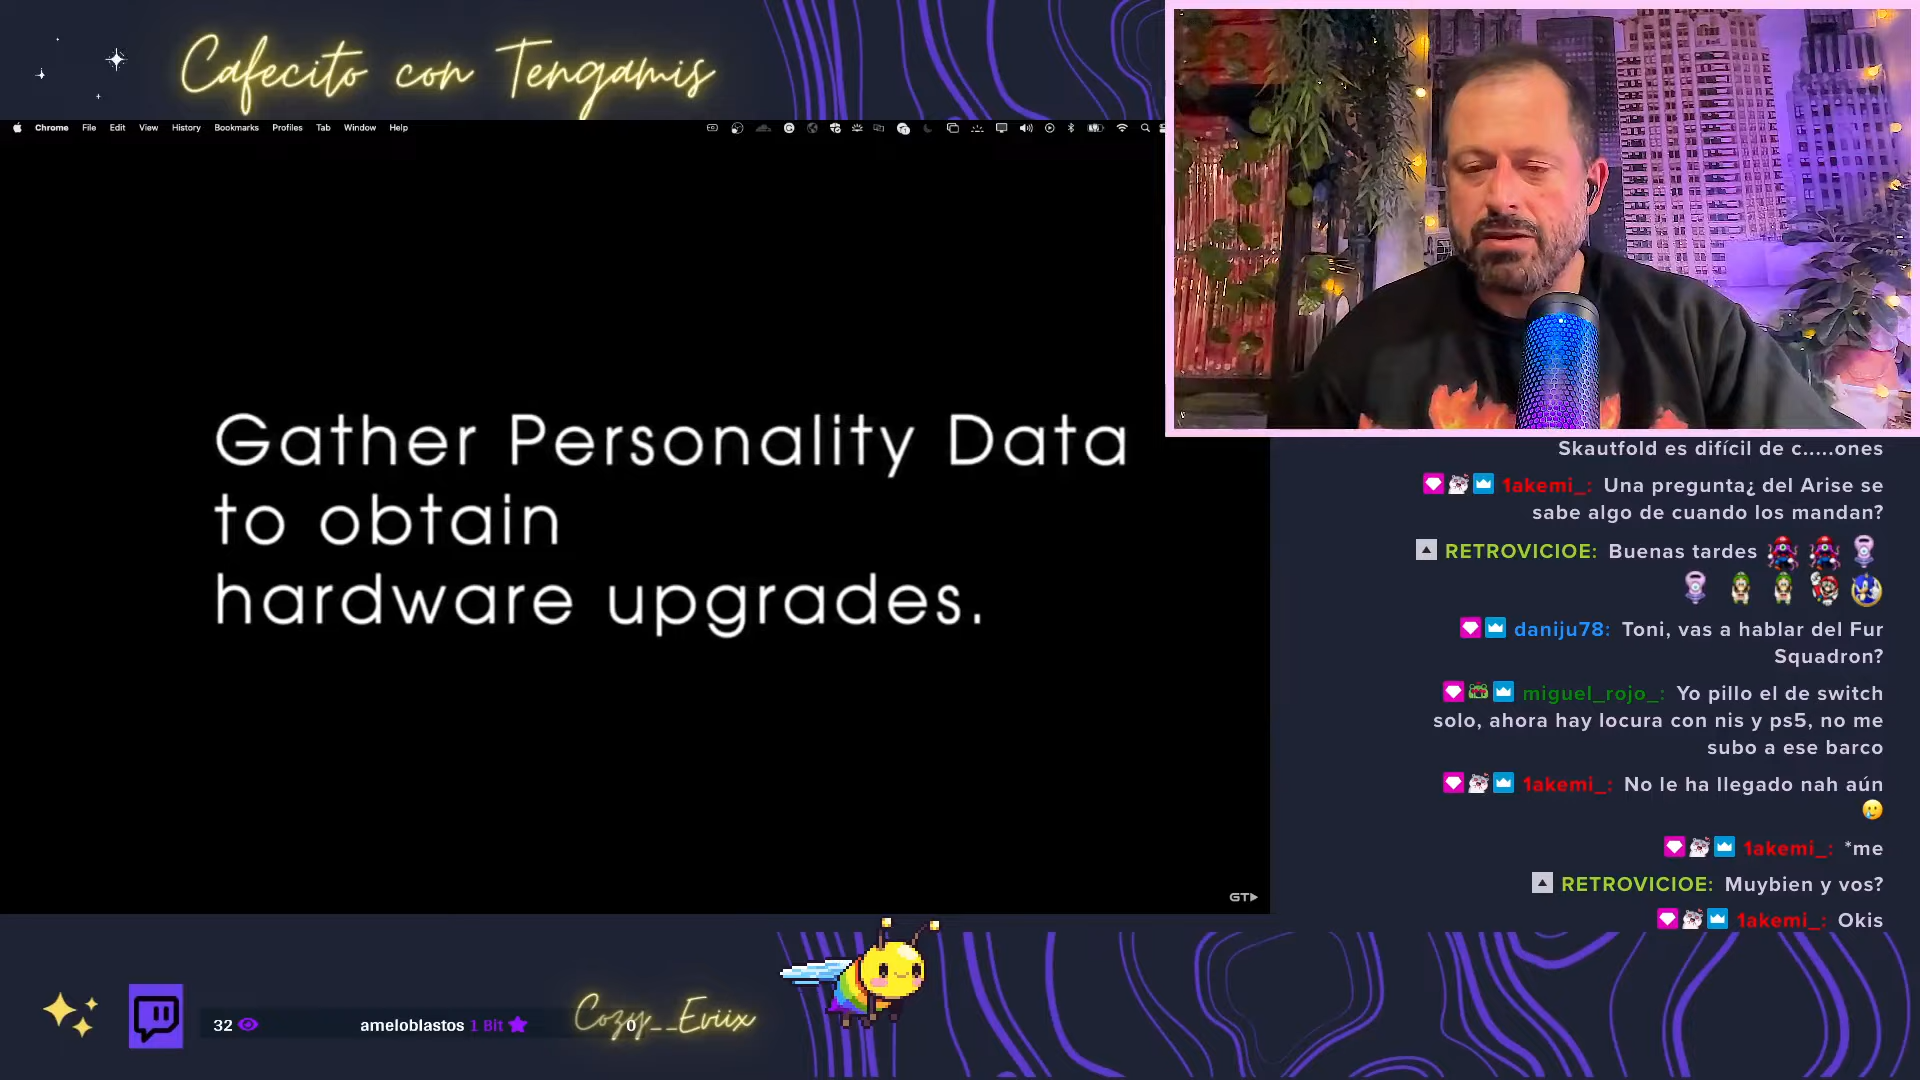 Cafecito con Tengamis
Chrome File Edit View History Bookmarks Profiles Tab Window Help
Gather Personality Data
to obtain
hardware upgrades.
GT
Skautfold es difícil de c.....ones
1akemi_: Una pregunta¿ del Arise se
sabe algo de cuando los mandan?
RETROVICIOE: Buenas tardes
daniju78: Toni, vas a hablar del Fur
Squadron?
miguel_rojo_: Yo pillo el de switch
solo, ahora hay locura con nis y ps5, no me
subo a ese barco
1akemi_: No le ha llegado nah aún
1akemi_: *me
RETROVICIOE: Muybien y vos?
1akemi_: Okis
32
ameloblastos 1 Bit
Cozy__Eviix
0